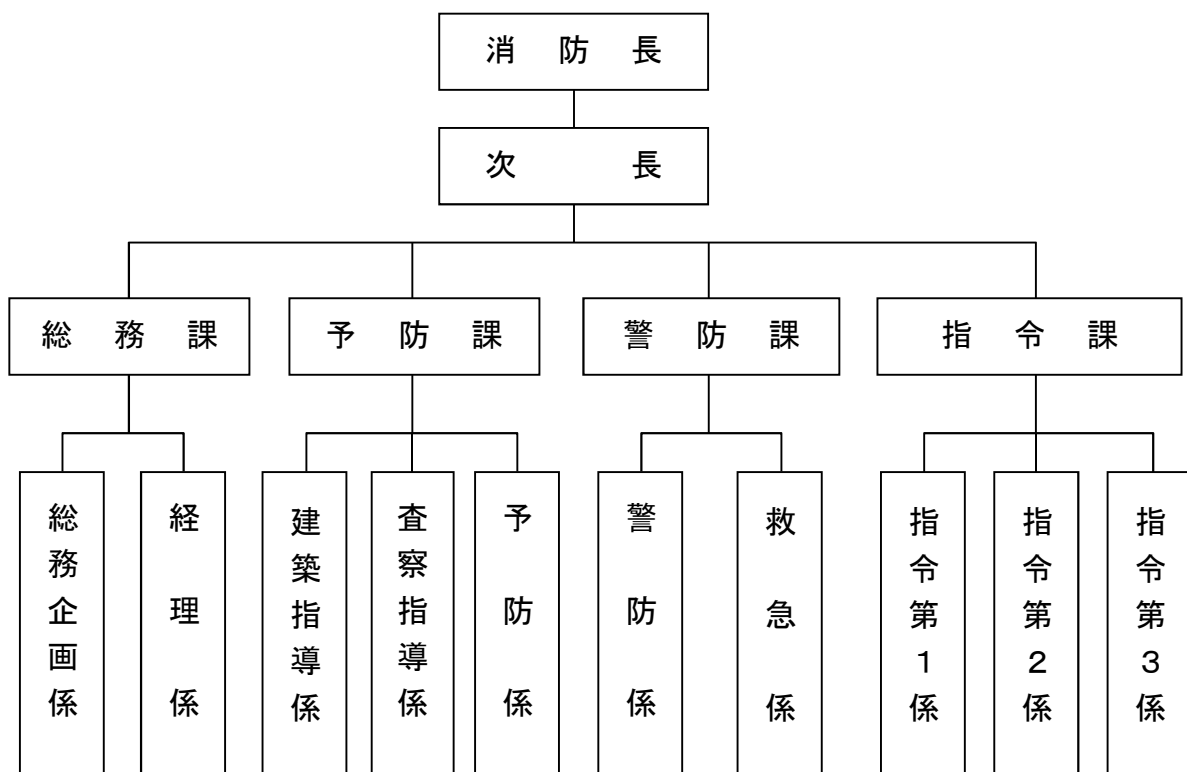 消防長
次長
総務課
予防課
警防課
指令課
総務企画係
経理係
建築指導係
査察指導係
予防係
警防係
救急係
指令第1係
指令第2係
指令第3係